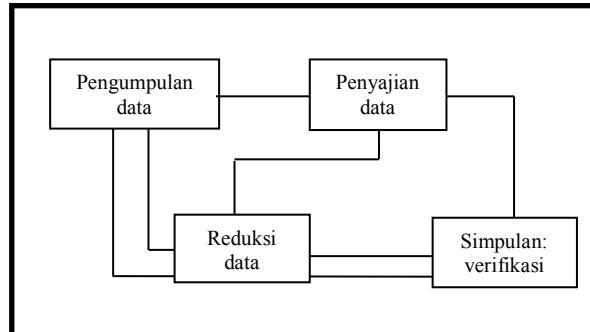 Pengumpulan
data
Penyajian
data
Reduksi
data
Simpulan:
verifikasi